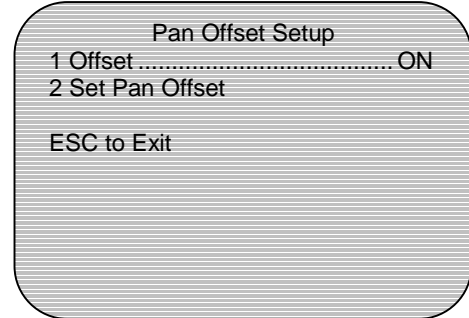 Pan Offset Setup
1 Offset ...................................... ON
2 Set Pan Offset
ESC to Exit